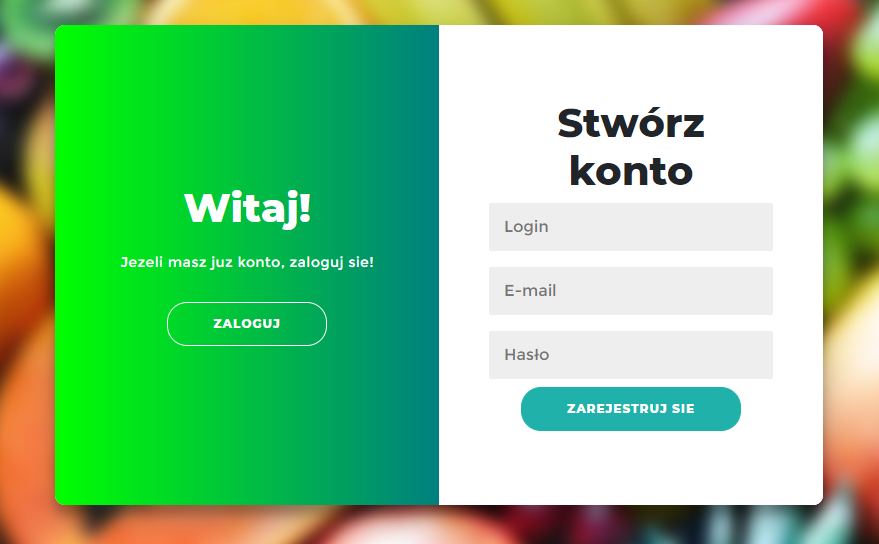 Witaj!
Jezeli masz juz konto, zaloguj sie!
ZALOGUJ
Stwórz
konto
Login
E-mail
Hasło
ZAREJESTRUJ SIE